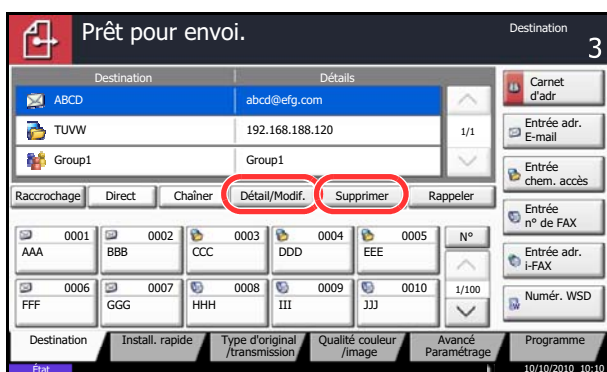 Prêt pour envoi.
Destination
3
Destination Détails
ABCD abcd@efg.com
TUVW 192.168.188.120
1/1
Group1 Group1
Carnet
d'adr
Entrée adr.
E-mail
Entrée
chem. accès
Entrée
n° de FAX
Entrée adr.
i-FAX
Numér. WSD
Raccrochage Direct Chaîner Détail/Modif. Supprimer Rappeler
0001 0002 0003 0004 0005 N°
AAA BBB CCC DDD EEE
0006 0007 0008 0009 0010 1/100
FFF GGG HHH III JJJ
Destination
Install. rapide
Type d'original
/transmission
Qualité couleur
/image
Avancé
Paramétrage
Programme
État 10/10/2010 10:10